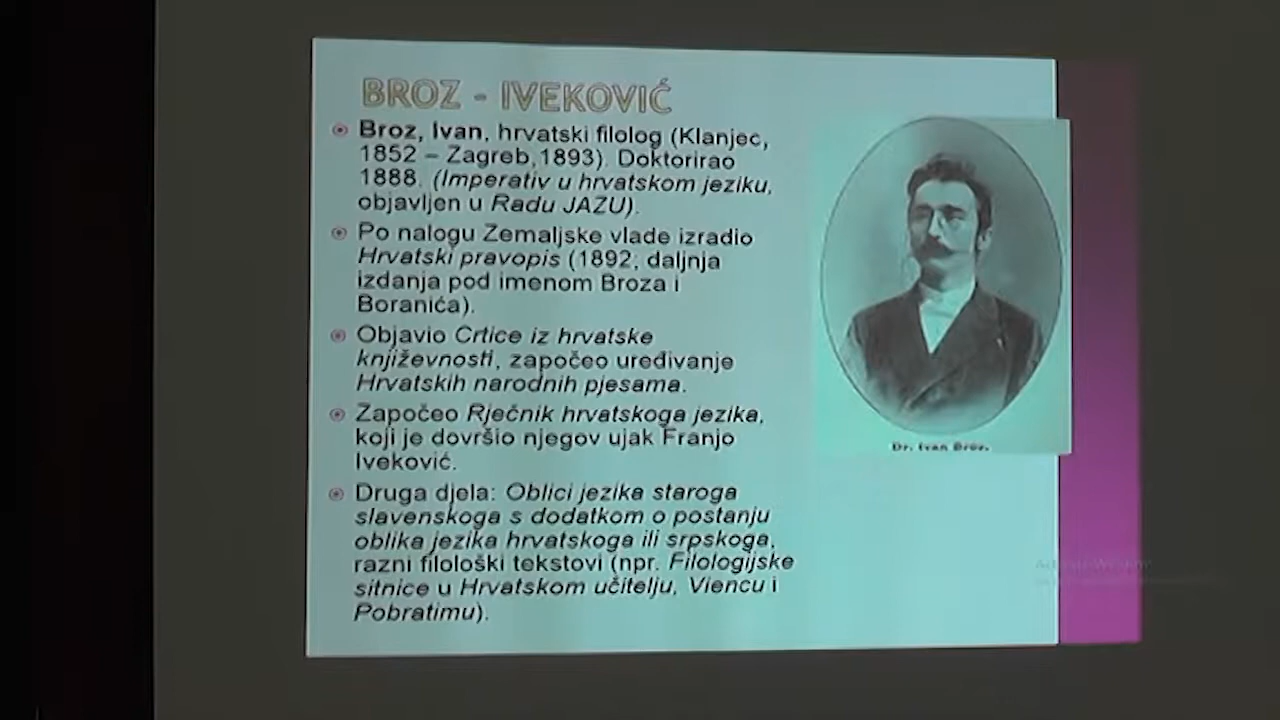 BROZ - IVEKOVIĆ
Broz, Ivan, hrvatski filolog (Klanjec,
1852 – Zagreb,1893). Doktorirao
1888. (Imperativ u hrvatskom jeziku,
objavljen u Radu JAZU).
Po nalogu Zemaljske vlade izradio
Hrvatski pravopis (1892, daljnja
izdanja pod imenom Broza i
Boranića).
Objavio Crtice iz hrvatske
književnosti, započeo uređivanje
Hrvatskih narodnih pjesama.
Započeo Rječnik hrvatskoga jezika,
koji je dovršio njegov ujak Franjo
Iveković.
Druga djela: Oblici jezika staroga
slavenskoga s dodatkom o postanju
oblika jezika hrvatskoga ili srpskoga,
razni filološki tekstovi (npr. Filologijske
sitnice u Hrvatskom učitelju, Viencu i
Pobratimu).
Dr. Ivan Broz.